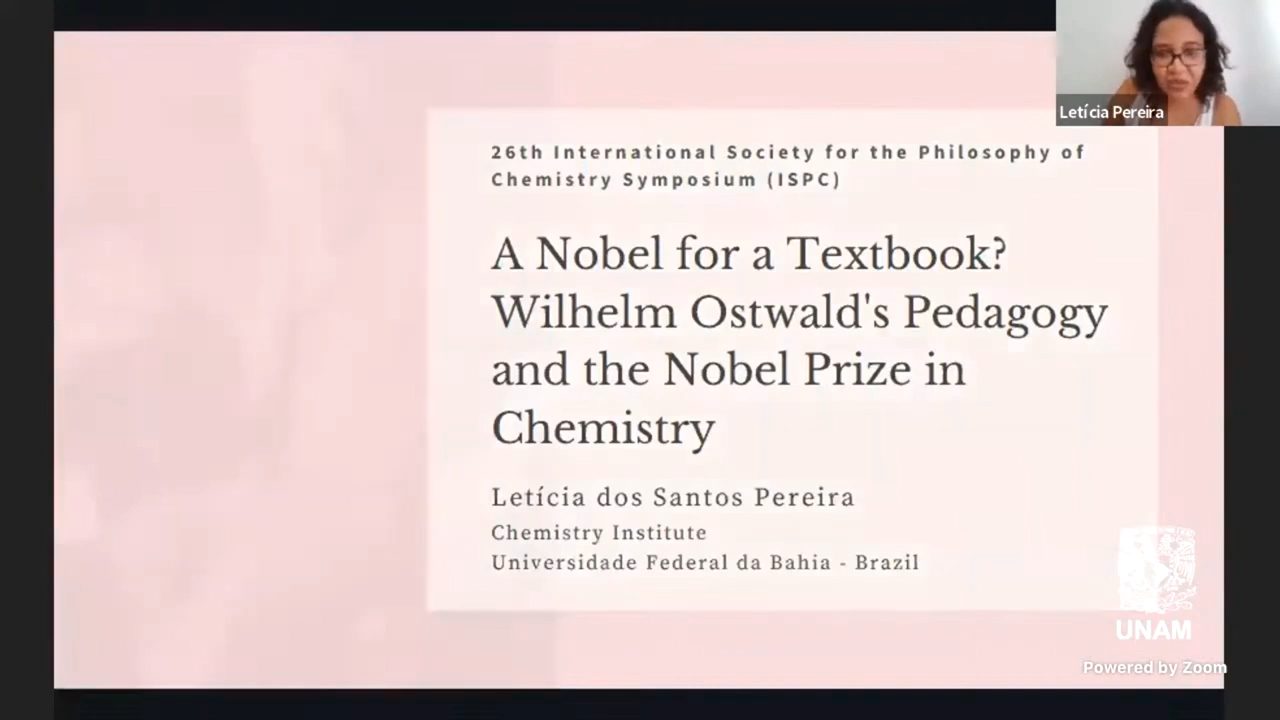 Letícia Pereira
26th International Society for the Philosophy of
Chemistry Symposium (ISPC)
A Nobel for a Textbook?
Wilhelm Ostwald's Pedagogy
and the Nobel Prize in
Chemistry
Letícia dos Santos Pereira
Chemistry Institute
Universidade Federal da Bahia - Brazil
UNAM
Powered by Zoom